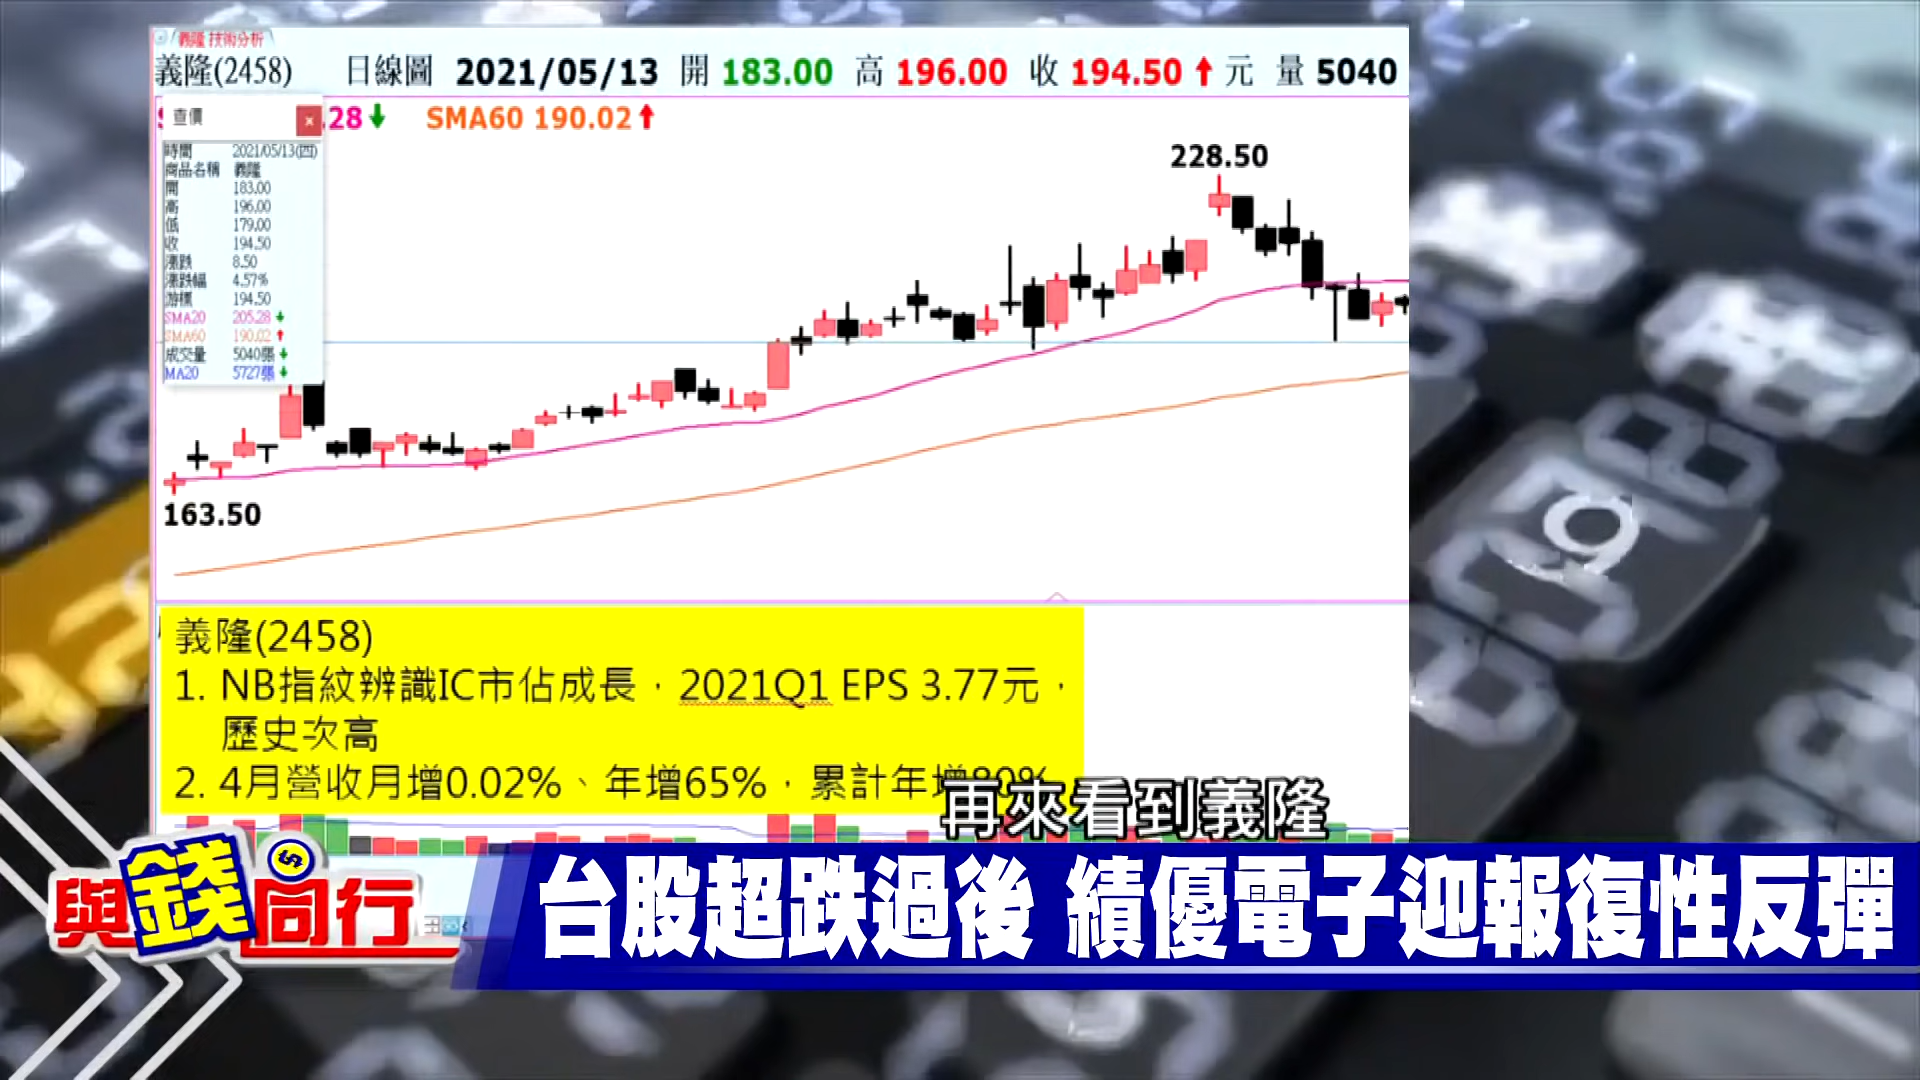 義隆 技術分析
義隆(2458) 日線圖 2021/05/13 開 183.00 高 196.00 收 194.50 ↑ 元 量 5040
.28↓ SMA60 190.02↑
查價 x
時間 2021/05/13(四)
商品名稱 義隆
開 183.00
高 196.00
低 179.00
收 194.50
漲跌 8.50
漲跌幅 4.57%
游標 194.50
SMA20 205.28 ↓
SMA60 190.02 ↑
成交量 5040張 ↓
MA20 5727張 ↓
228.50
163.50
義隆(2458)
1. NB指紋辨識IC市佔成長，2021Q1 EPS 3.77元，
歷史次高
2. 4月營收月增0.02%、年增65%，累計年增80%
再來看到義隆
與錢同行
台股超跌過後 績優電子迎報復性反彈